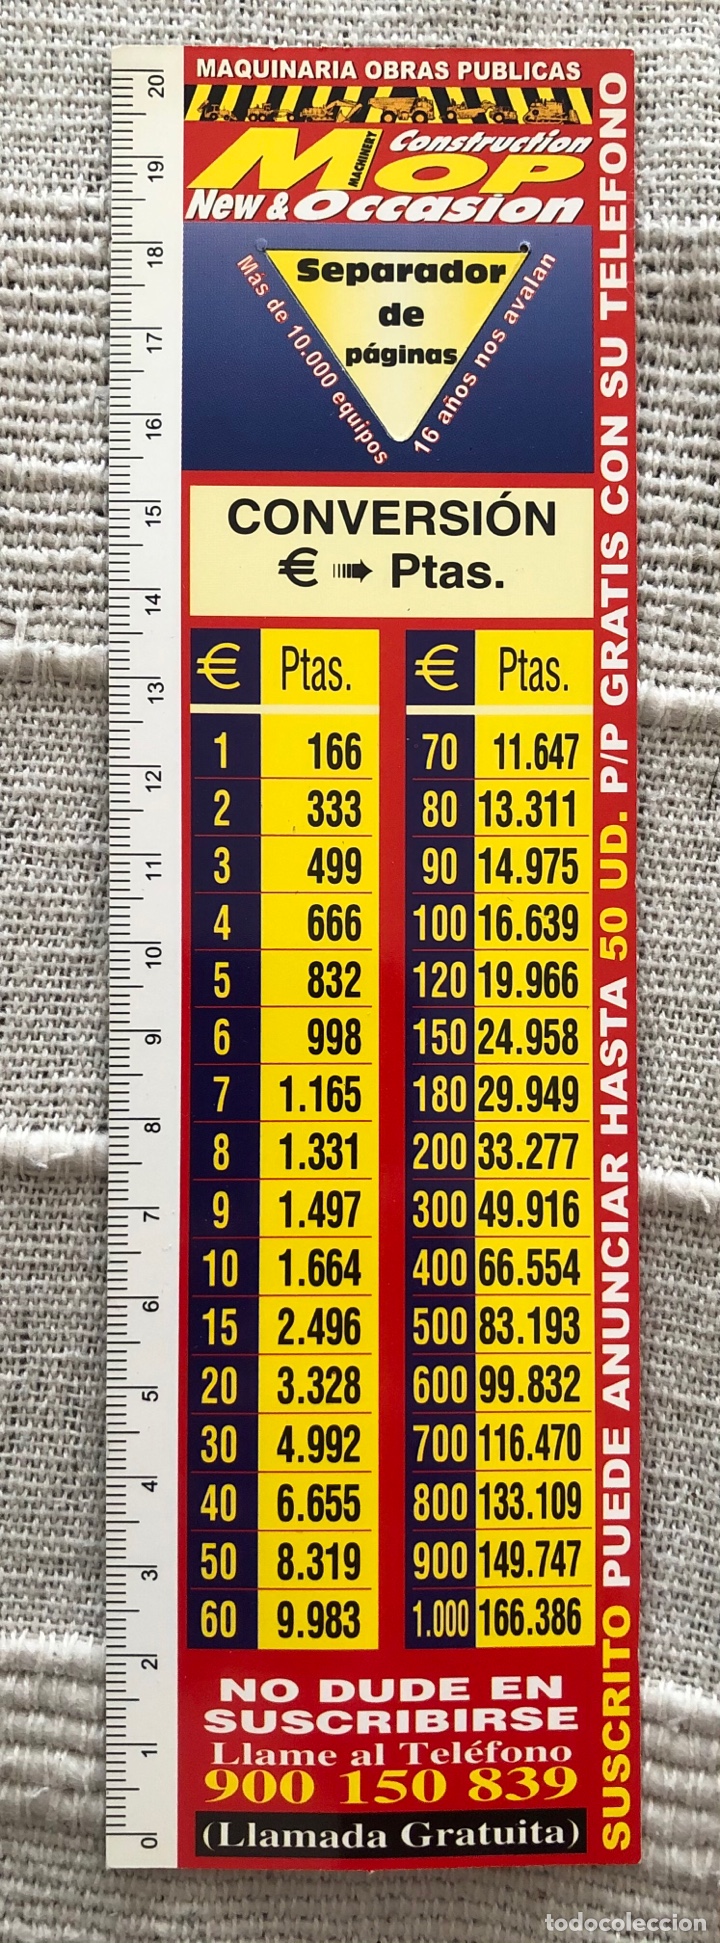 MAQUINARIA OBRAS PUBLICAS
Construction
MOP
MACHINERY
New & Occasion
Separador
de
páginas
Más de 10.000 equipos
16 años nos avalan
CONVERSIÓN
€ ➠ Ptas.
€ Ptas. € Ptas.
1 166 70 11.647
2 333 80 13.311
3 499 90 14.975
4 666 100 16.639
5 832 120 19.966
6 998 150 24.958
7 1.165 180 29.949
8 1.331 200 33.277
9 1.497 300 49.916
10 1.664 400 66.554
15 2.496 500 83.193
20 3.328 600 99.832
30 4.992 700 116.470
40 6.655 800 133.109
50 8.319 900 149.747
60 9.983 1.000 166.386
NO DUDE EN
SUSCRIBIRSE
Llame al Teléfono
900 150 839
(Llamada Gratuita)
SUSCRITO PUEDE ANUNCIAR HASTA 50 UD. P/P GRATIS CON SU TELEFONO
0 1 2 3 4 5 6 7 8 9 10 11 12 13 14 15 16 17 18 19 20
todocoleccion